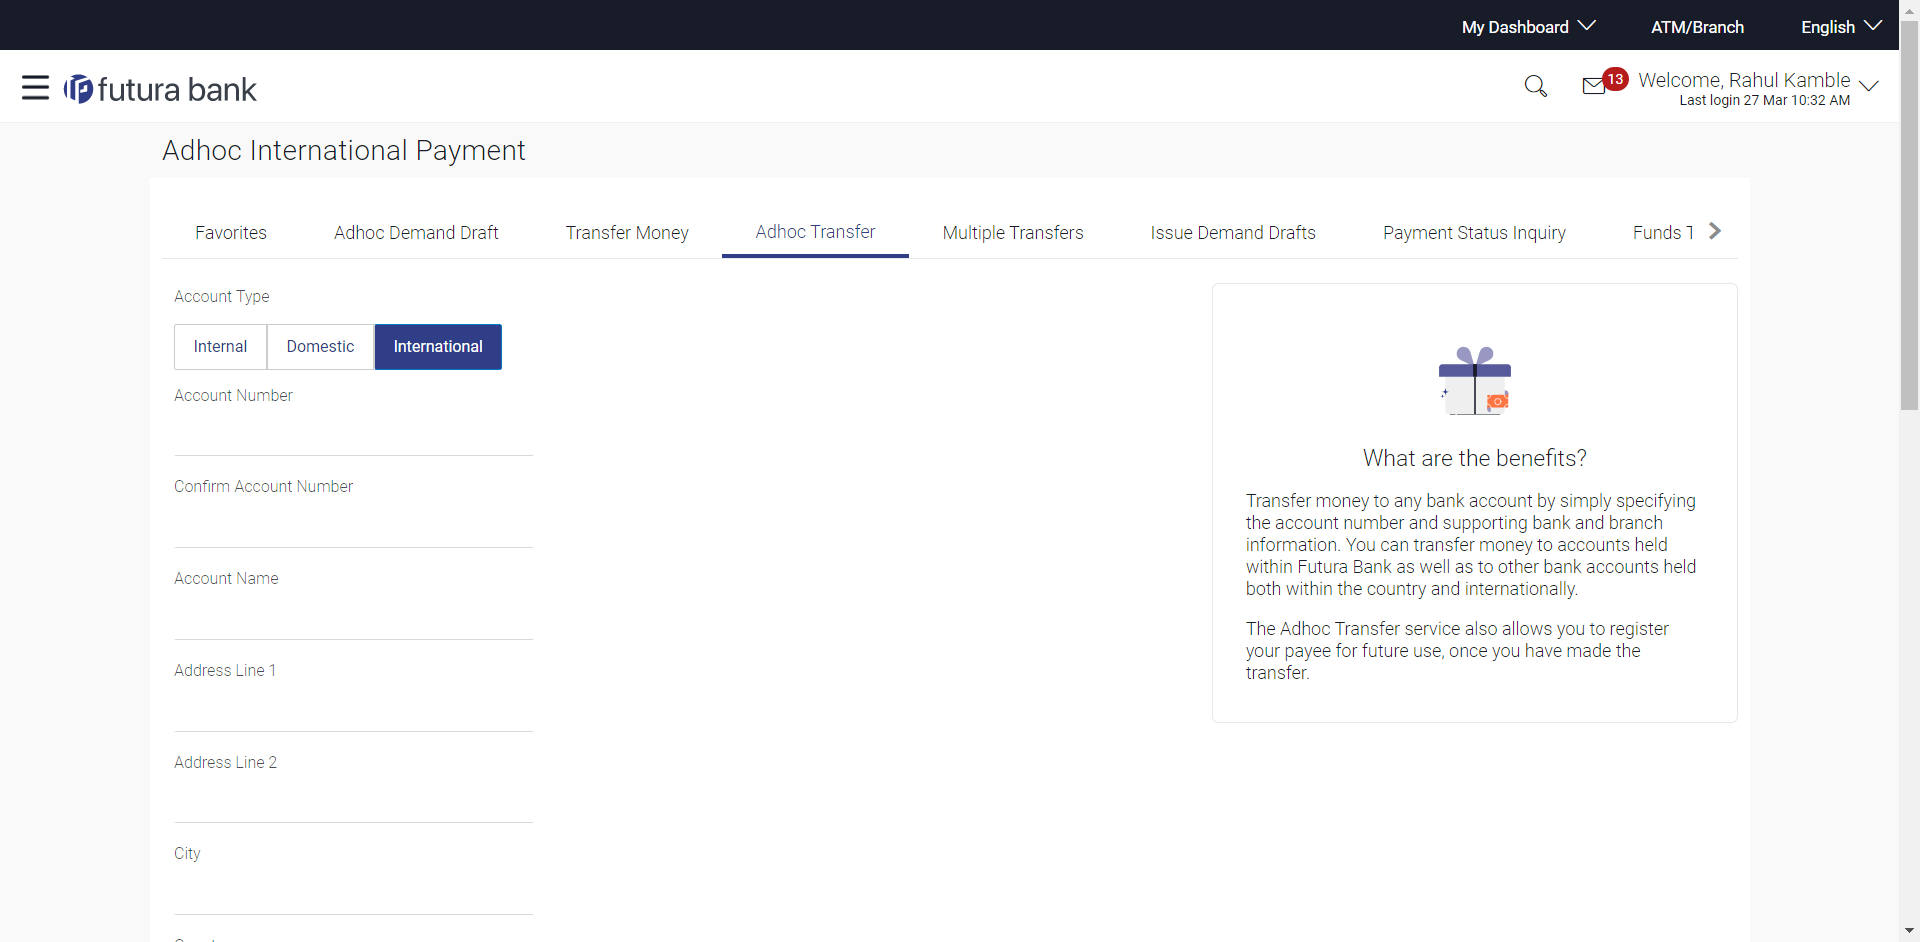 My Dashboard ATM/Branch English
futura bank
13
Welcome, Rahul Kamble
Last login 27 Mar 10:32 AM
Adhoc International Payment
Favorites Adhoc Demand Draft Transfer Money Adhoc Transfer Multiple Transfers Issue Demand Drafts Payment Status Inquiry Funds T
Account Type
Internal Domestic International
Account Number
Confirm Account Number
Account Name
Address Line 1
Address Line 2
City
What are the benefits?
Transfer money to any bank account by simply specifying
the account number and supporting bank and branch
information. You can transfer money to accounts held
within Futura Bank as well as to other bank accounts held
both within the country and internationally.
The Adhoc Transfer service also allows you to register
your payee for future use, once you have made the
transfer.